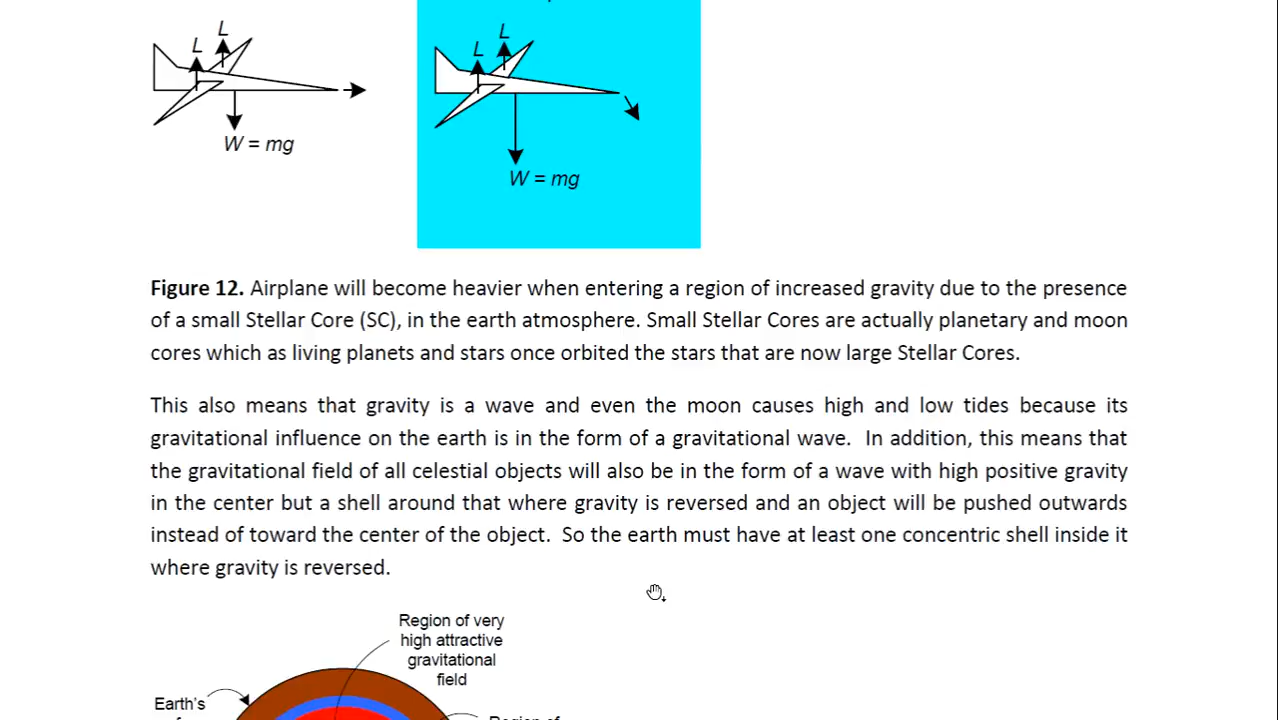 L
L
W = mg
L
L
W = mg
Figure 12. Airplane will become heavier when entering a region of increased gravity due to the presence
of a small Stellar Core (SC), in the earth atmosphere. Small Stellar Cores are actually planetary and moon
cores which as living planets and stars once orbited the stars that are now large Stellar Cores.
This also means that gravity is a wave and even the moon causes high and low tides because its
gravitational influence on the earth is in the form of a gravitational wave. In addition, this means that
the gravitational field of all celestial objects will also be in the form of a wave with high positive gravity
in the center but a shell around that where gravity is reversed and an object will be pushed outwards
instead of toward the center of the object. So the earth must have at least one concentric shell inside it
where gravity is reversed.
Region of very
high attractive
gravitational
field
Earth's
Region of